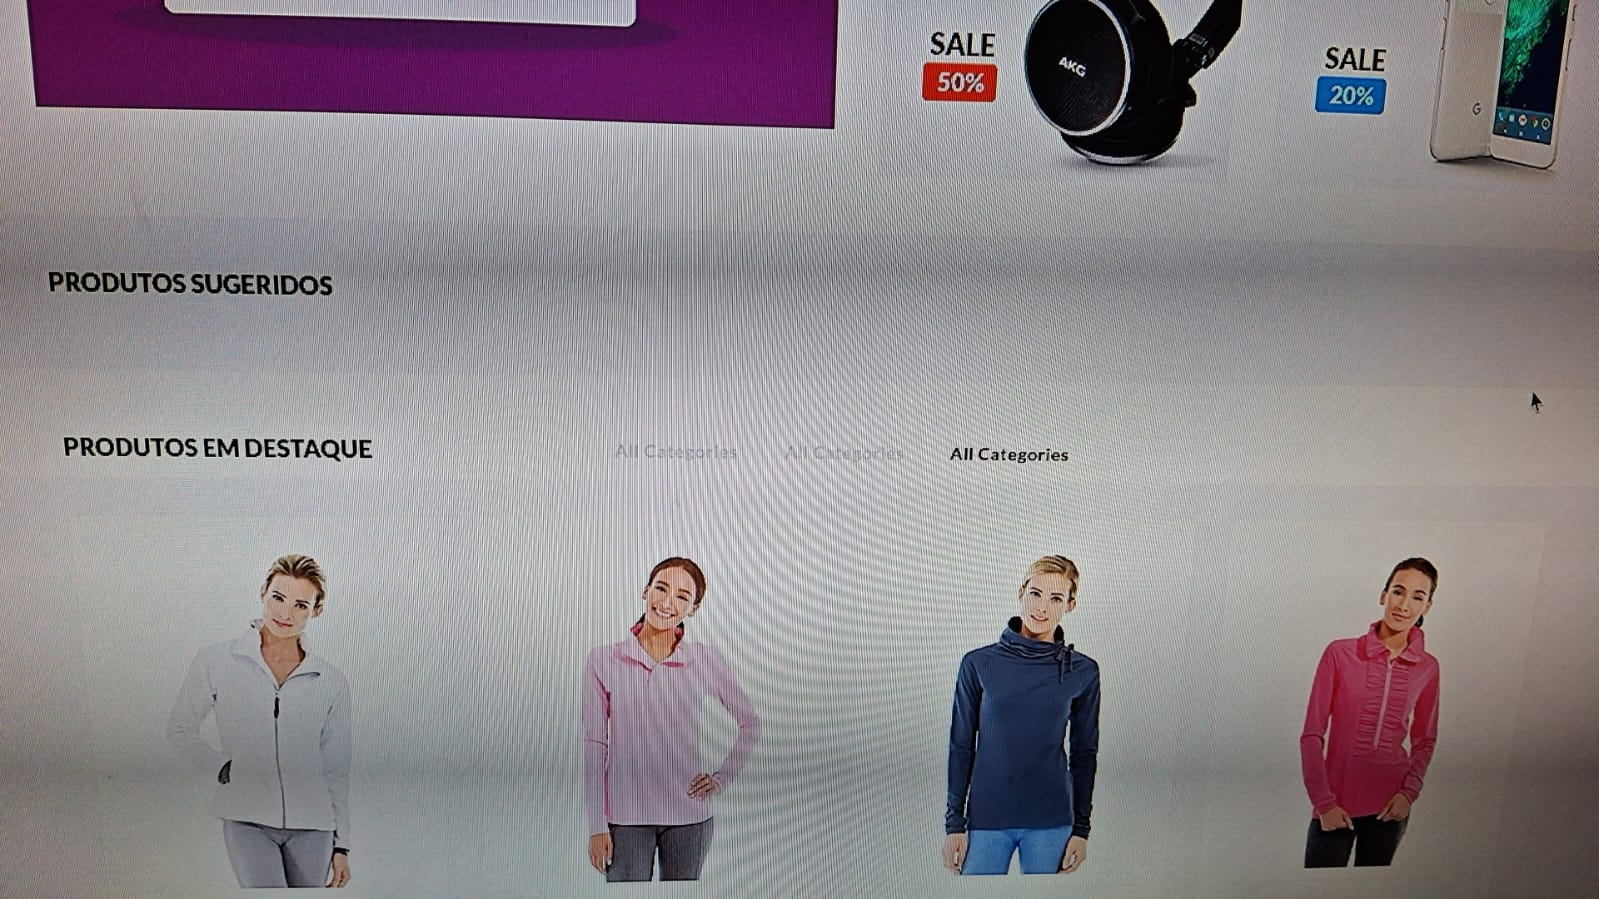 SALE
50%
AKG
SALE
20%
G
PRODUTOS SUGERIDOS
PRODUTOS EM DESTAQUE
All Categories
All Categories
All Categories